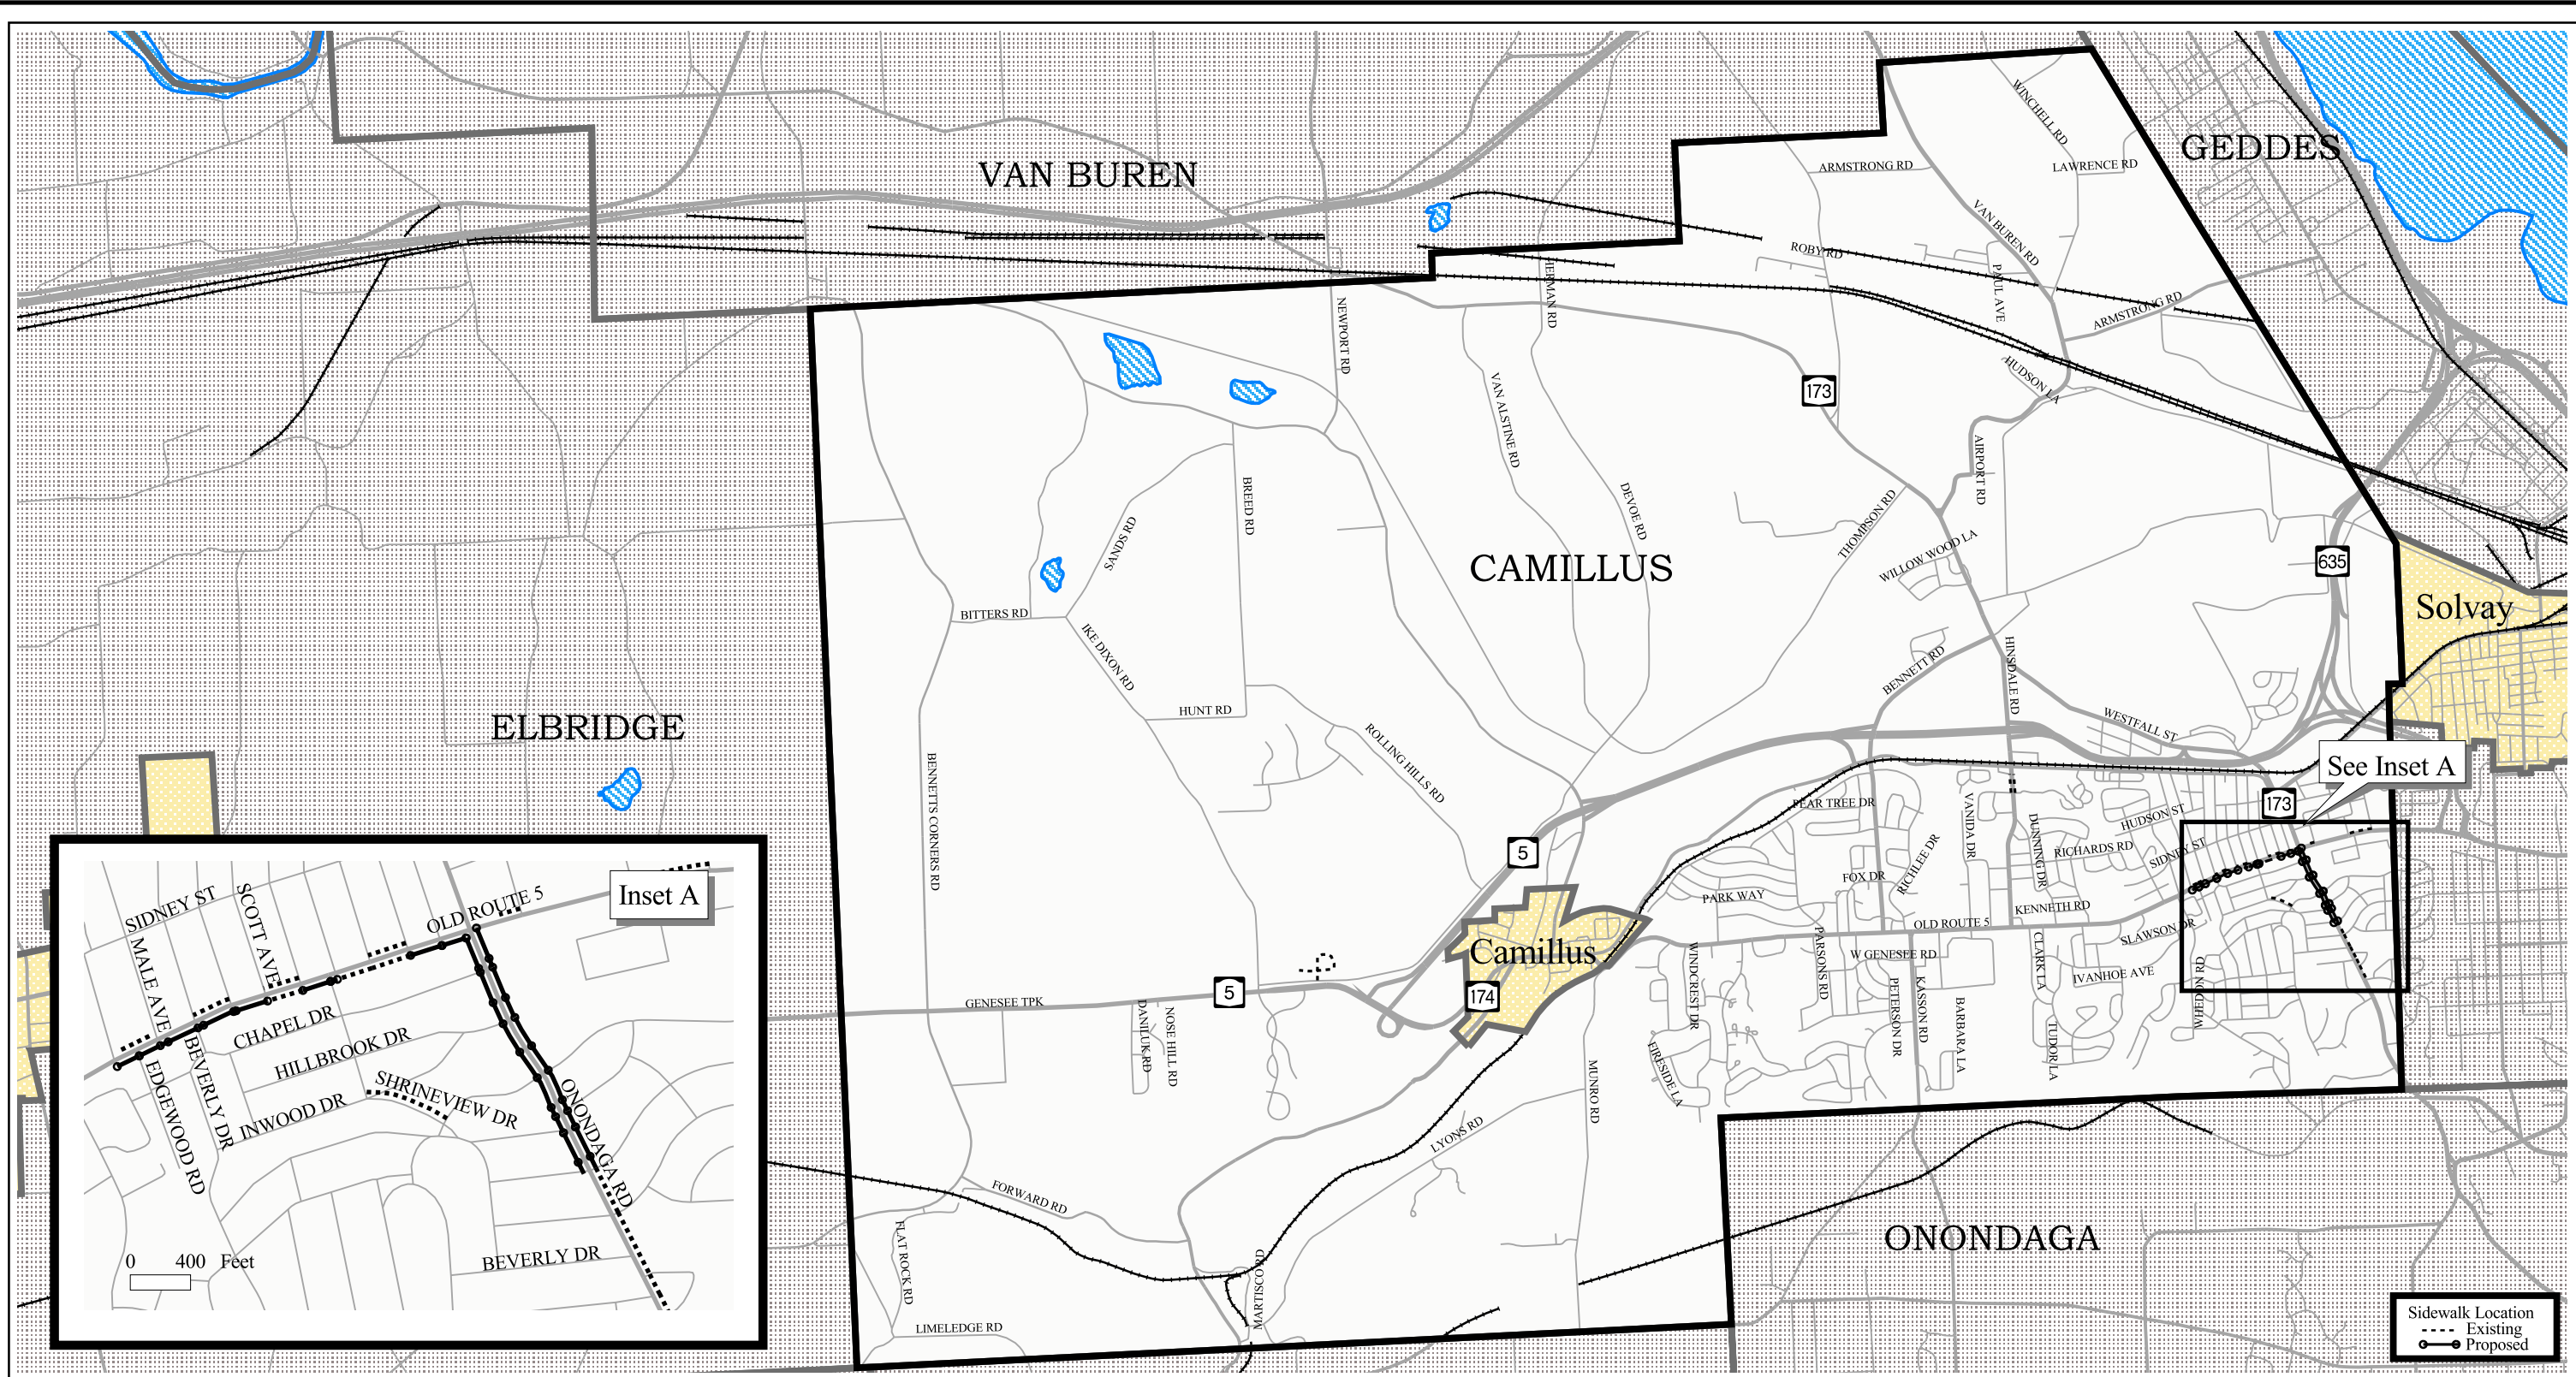 VAN BUREN
GEDDES
WINCHELL RD
ARMSTRONG RD
LAWRENCE RD
VAN BUREN RD
ROBY RD
HERMAN RD
PAUL AVE
NEWPORT RD
ARMSTRONG RD
HUDSON LA
173
VAN ALSTINE RD
AIRPORT RD
BREED RD
DEVOE RD
THOMPSON RD
SANDS RD
WILLOW WOOD LA
CAMILLUS
635
Solvay
BITTERS RD
IKE DIXON RD
HINSDALE RD
BENNETT RD
HUNT RD
WESTFALL ST
ELBRIDGE
ROLLING HILLS RD
BENNETTS CORNERS RD
See Inset A
173
PEAR TREE DR
VANIDA DR
HUDSON ST
DUNNING DR
RICHARDS RD
SIDNEY ST
5
FOX DR
RICHLEE DR
PARK WAY
KENNETH RD
OLD ROUTE 5
SLAWSON DR
Camillus
W GENESEE RD
WINDCREST DR
PARSONS RD
CLARK LA
IVANHOE AVE
WHEDON RD
5
174
GENESEE TPK
DANILUK RD
NOSE HILL RD
PETERSON DR
KASSON RD
BARBARA LA
TUDOR LA
FIRESIDE LA
MUNRO RD
LYONS RD
FORWARD RD
FLAT ROCK RD
MARTISCO RD
LIMELEDGE RD
ONONDAGA
Inset A
SIDNEY ST
SCOTT AVE
OLD ROUTE 5
MALE AVE
CHAPEL DR
BEVERLY DR
HILLBROOK DR
EDGEWOOD RD
INWOOD DR
SHRINEVIEW DR
ONONDAGA RD
BEVERLY DR
0 400 Feet
Sidewalk Location
Existing
Proposed